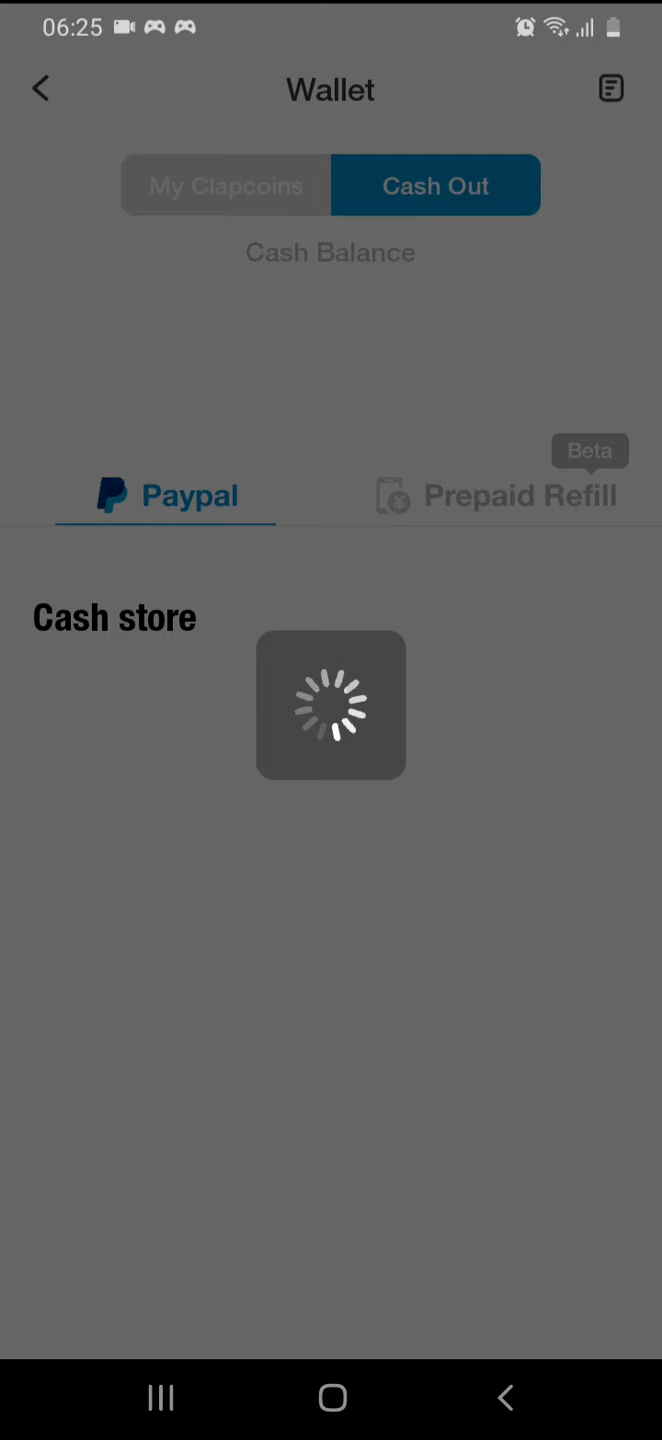 06:25
Wallet
My Clapcoins
Cash Out
Cash Balance
Beta
Paypal
Prepaid Refill
Cash store